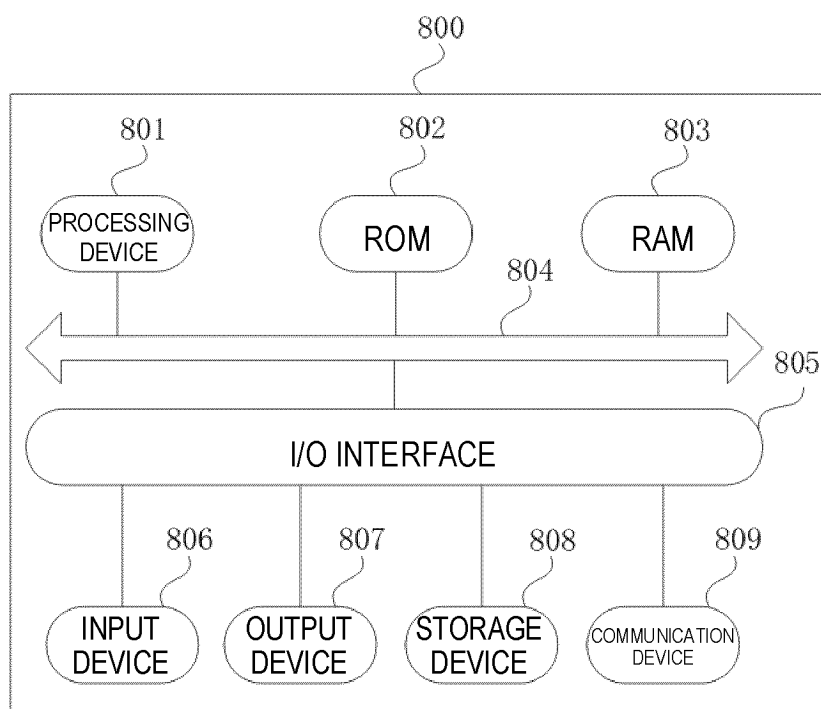 800
801
802
803
PROCESSING
DEVICE
ROM
RAM
804
805
I/O INTERFACE
806
807
808
809
INPUT
DEVICE
OUTPUT
DEVICE
STORAGE
DEVICE
COMMUNICATION
DEVICE